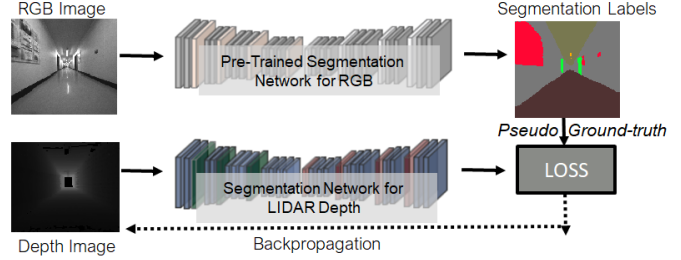 RGB Image
Segmentation Labels
Pre-Trained Segmentation
Network for RGB
Pseudo Ground-truth
LOSS
Segmentation Network for
LIDAR Depth
Depth Image
Backpropagation